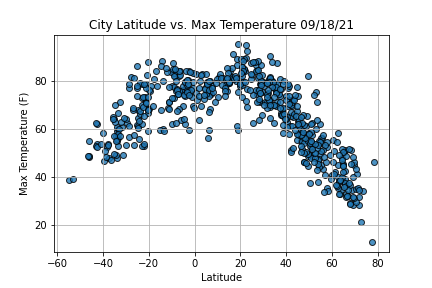 City Latitude vs. Max Temperature 09/18/21
Max Temperature (F)
80
60
40
20
−60 −40 −20 0 20 40 60 80
Latitude